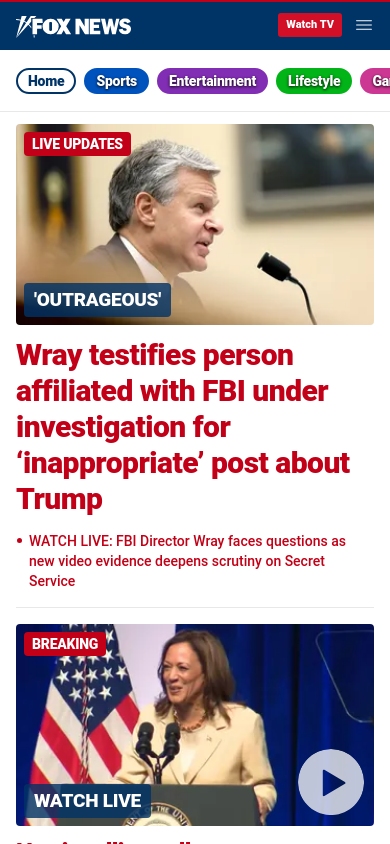 FOX NEWS
Watch TV
Home
Sports
Entertainment
Lifestyle
LIVE UPDATES
'OUTRAGEOUS'
Wray testifies person
affiliated with FBI under
investigation for
‘inappropriate’ post about
Trump
• WATCH LIVE: FBI Director Wray faces questions as
new video evidence deepens scrutiny on Secret
Service
BREAKING
WATCH LIVE